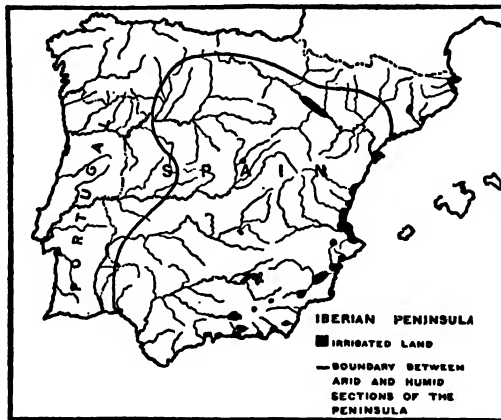 PORTUGAL
SPAIN
IBERIAN PENINSULA
IRRIGATED LAND
BOUNDARY BETWEEN
ARID AND HUMID
SECTIONS OF THE
PENINSULA